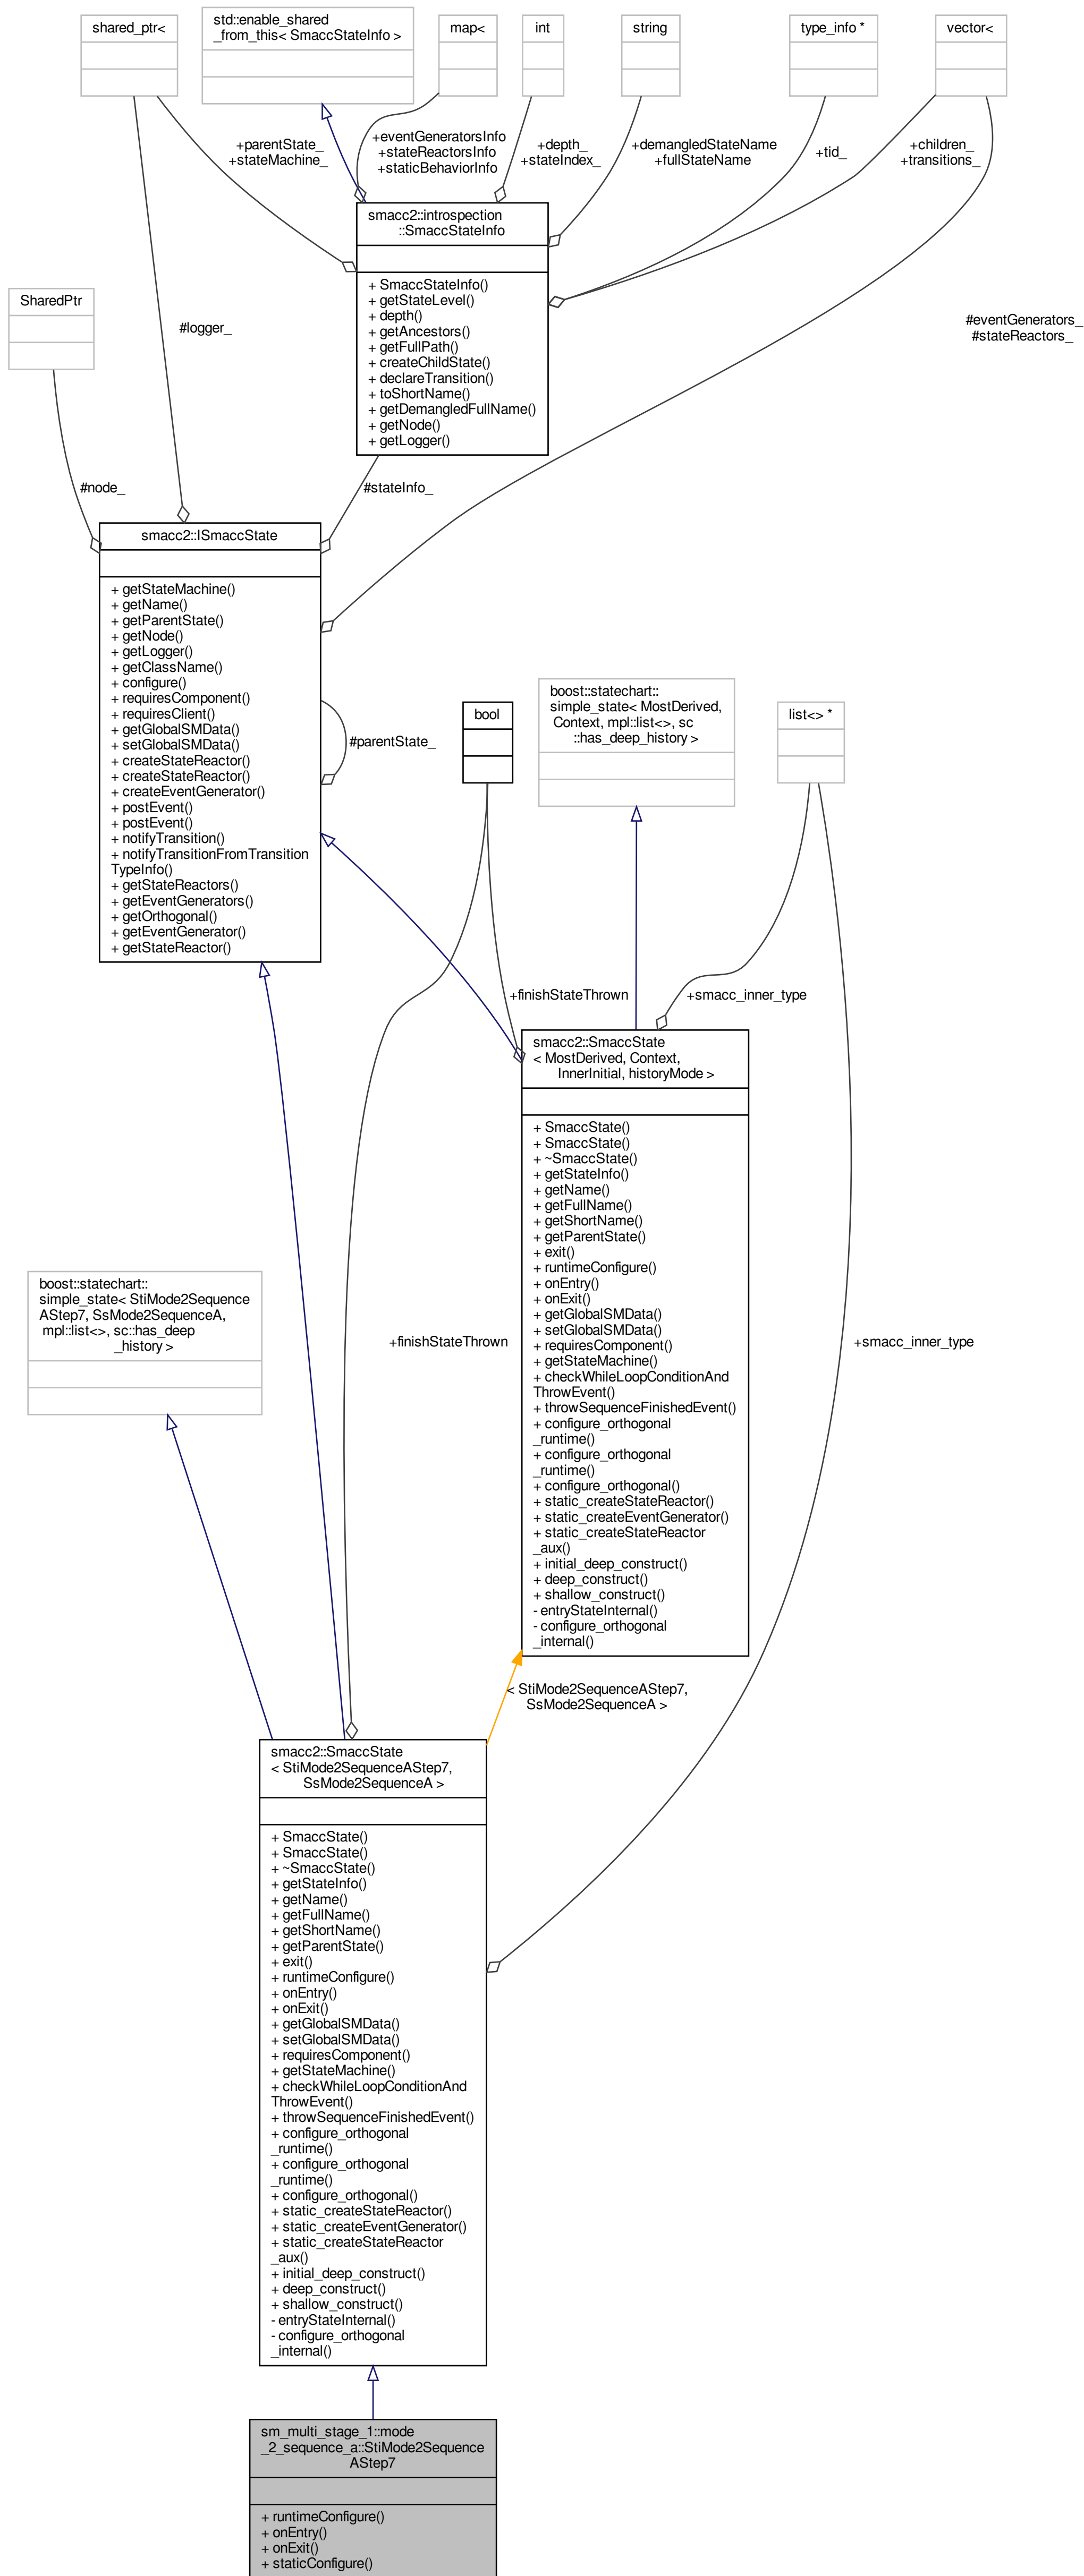 shared_ptr<
std::enable_shared
_from_this< SmaccStateInfo >
map<
int
string
type_info *
vector<
+parentState_
+stateMachine_
+eventGeneratorsInfo
+stateReactorsInfo
+staticBehaviorInfo
+depth_
+stateIndex_
+demangledStateName
+fullStateName
+tid_
+children_
+transitions_
smacc2::introspection
::SmaccStateInfo
+ SmaccStateInfo()
+ getStateLevel()
+ depth()
+ getAncestors()
+ getFullPath()
+ createChildState()
+ declareTransition()
+ toShortName()
+ getDemangledFullName()
+ getNode()
+ getLogger()
SharedPtr
#logger_
#eventGenerators_
#stateReactors_
#node_
#stateInfo_
smacc2::ISmaccState
+ getStateMachine()
+ getName()
+ getParentState()
+ getNode()
+ getLogger()
+ getClassName()
+ configure()
+ requiresComponent()
+ requiresClient()
+ getGlobalSMData()
+ setGlobalSMData()
+ createStateReactor()
+ createStateReactor()
+ createEventGenerator()
+ postEvent()
+ postEvent()
+ notifyTransition()
+ notifyTransitionFromTransition
TypeInfo()
+ getStateReactors()
+ getEventGenerators()
+ getOrthogonal()
+ getEventGenerator()
+ getStateReactor()
#parentState_
bool
boost::statechart::
simple_state< MostDerived,
Context, mpl::list<>, sc
::has_deep_history >
list<> *
+finishStateThrown
+smacc_inner_type
smacc2::SmaccState
< MostDerived, Context,
InnerInitial, historyMode >
+ SmaccState()
+ SmaccState()
+ ~SmaccState()
+ getStateInfo()
+ getName()
+ getFullName()
+ getShortName()
+ getParentState()
+ exit()
+ runtimeConfigure()
+ onEntry()
+ onExit()
+ getGlobalSMData()
+ setGlobalSMData()
+ requiresComponent()
+ getStateMachine()
+ checkWhileLoopConditionAnd
ThrowEvent()
+ throwSequenceFinishedEvent()
+ configure_orthogonal
_runtime()
+ configure_orthogonal
_runtime()
+ configure_orthogonal()
+ static_createStateReactor()
+ static_createEventGenerator()
+ static_createStateReactor
_aux()
+ initial_deep_construct()
+ deep_construct()
+ shallow_construct()
- entryStateInternal()
- configure_orthogonal
_internal()
boost::statechart::
simple_state< StiMode2Sequence
AStep7, SsMode2SequenceA,
mpl::list<>, sc::has_deep
_history >
+finishStateThrown
+smacc_inner_type
< StiMode2SequenceAStep7,
SsMode2SequenceA >
smacc2::SmaccState
< StiMode2SequenceAStep7,
SsMode2SequenceA >
+ SmaccState()
+ SmaccState()
+ ~SmaccState()
+ getStateInfo()
+ getName()
+ getFullName()
+ getShortName()
+ getParentState()
+ exit()
+ runtimeConfigure()
+ onEntry()
+ onExit()
+ getGlobalSMData()
+ setGlobalSMData()
+ requiresComponent()
+ getStateMachine()
+ checkWhileLoopConditionAnd
ThrowEvent()
+ throwSequenceFinishedEvent()
+ configure_orthogonal
_runtime()
+ configure_orthogonal
_runtime()
+ configure_orthogonal()
+ static_createStateReactor()
+ static_createEventGenerator()
+ static_createStateReactor
_aux()
+ initial_deep_construct()
+ deep_construct()
+ shallow_construct()
- entryStateInternal()
- configure_orthogonal
_internal()
sm_multi_stage_1::mode
_2_sequence_a::StiMode2Sequence
AStep7
+ runtimeConfigure()
+ onEntry()
+ onExit()
+ staticConfigure()